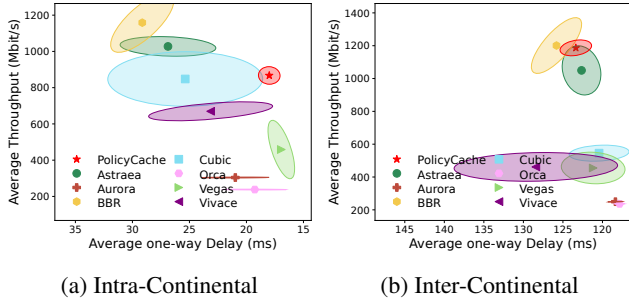 Average Throughput (Mbit/s)
1200
1000
800
600
400
200
PolicyCache
Astraea
Aurora
BBR
Cubic
Orca
Vegas
Vivace
35
30
25
20
15
Average one-way Delay (ms)
(a) Intra-Continental
Average Throughput (Mbit/s)
1400
1200
1000
800
600
400
200
PolicyCache
Astraea
Aurora
BBR
Cubic
Orca
Vegas
Vivace
145
140
135
130
125
120
Average one-way Delay (ms)
(b) Inter-Continental